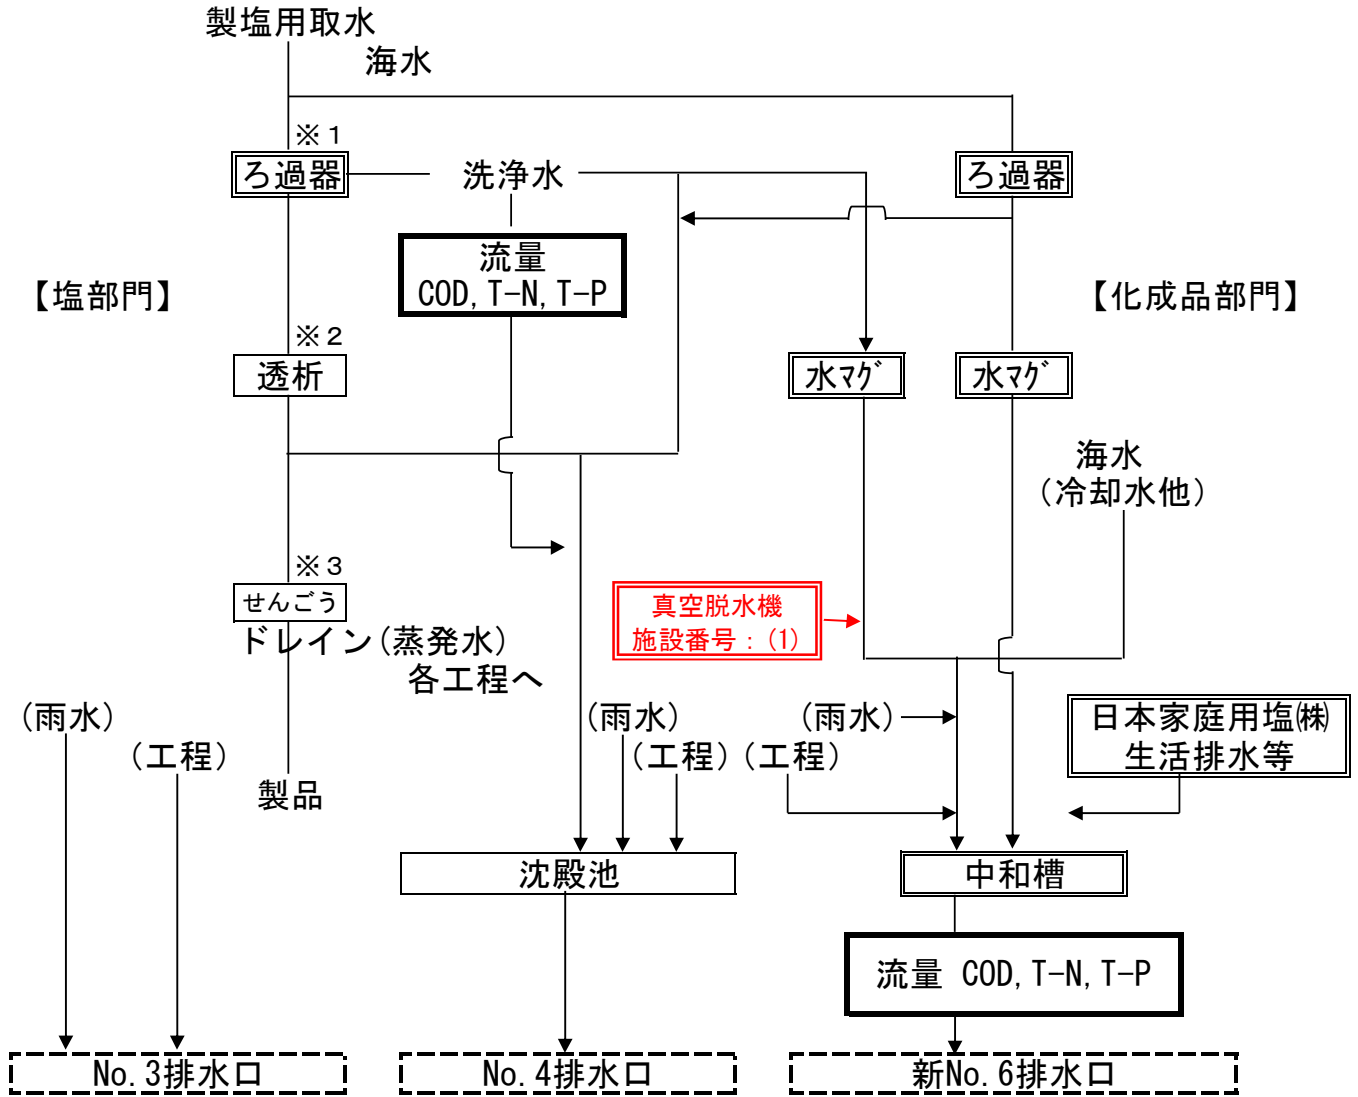 製塩用取水
海水
※1
ろ過器
洗浄水
ろ過器
流量
COD, T-N, T-P
【塩部門】
【化成品部門】
※2
透析
水マグ
水マグ
海水
(冷却水他)
※3
せんごう
真空脱水機
施設番号：(1)
ドレイン(蒸発水)
各工程へ
(雨水)
(雨水)
(雨水)
日本家庭用塩㈱
生活排水等
(工程)
(工程)
(工程)
製品
沈殿池
中和槽
流量 COD, T-N, T-P
No.3排水口
No.4排水口
新No.6排水口